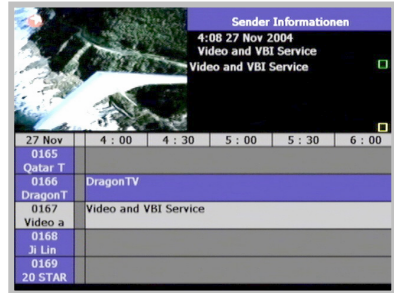 Sender Informationen
4:08 27 Nov 2004
Video and VBI Service
Video and VBI Service
27 Nov 4 : 00 4 : 30 5 : 00 5 : 30 6 : 00
0165
Qatar T
0166 DragonTV
DragonT
0167 Video and VBI Service
Video a
0168
Ji Lin
0169
20 STAR